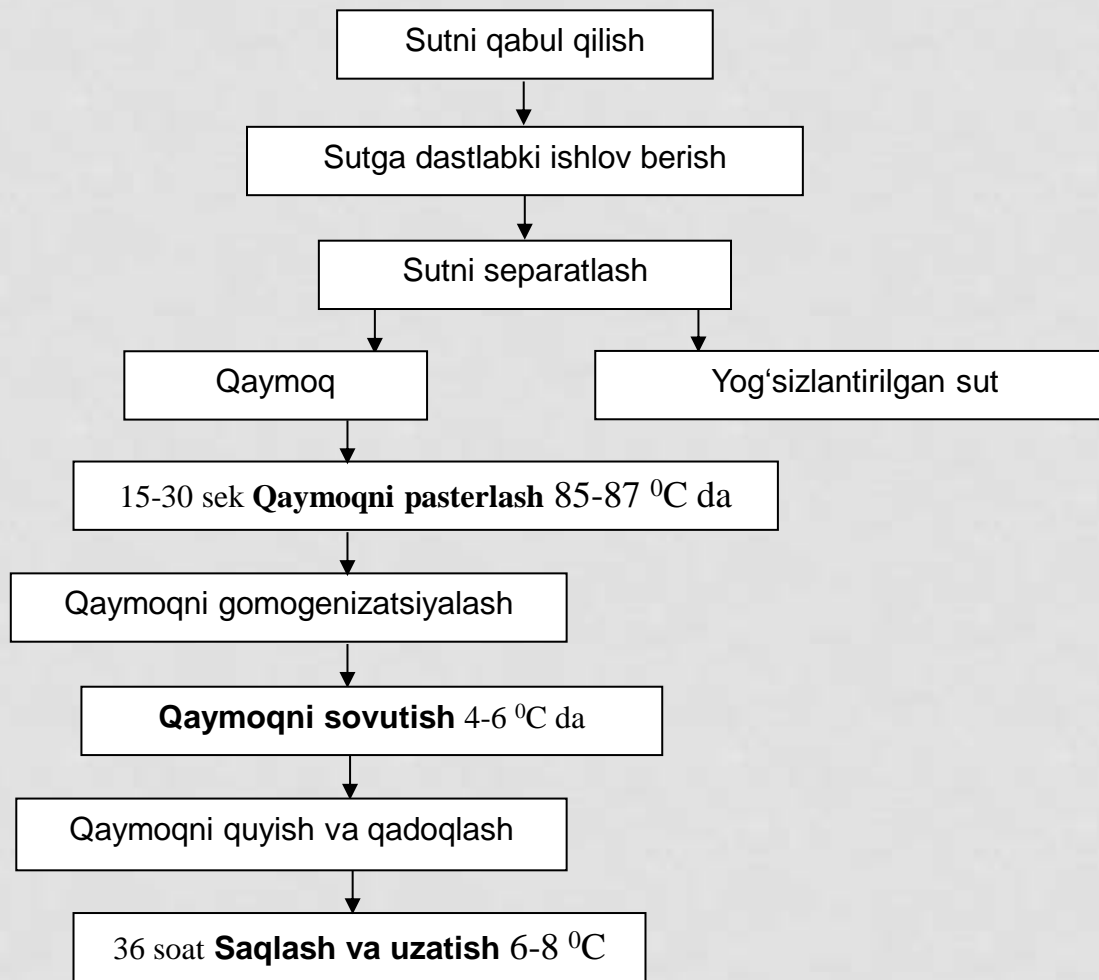 Sutni qabul qilish
Sutga dastlabki ishlov berish
Sutni separatlash
Qaymoq
Yog‘sizlantirilgan sut
15-30 sek Qaymoqni pasterlash 85-87 ⁰C da
Qaymoqni gomogenizatsiyalash
Qaymoqni sovutish 4-6 ⁰C da
Qaymoqni quyish va qadoqlash
36 soat Saqlash va uzatish 6-8 ⁰C